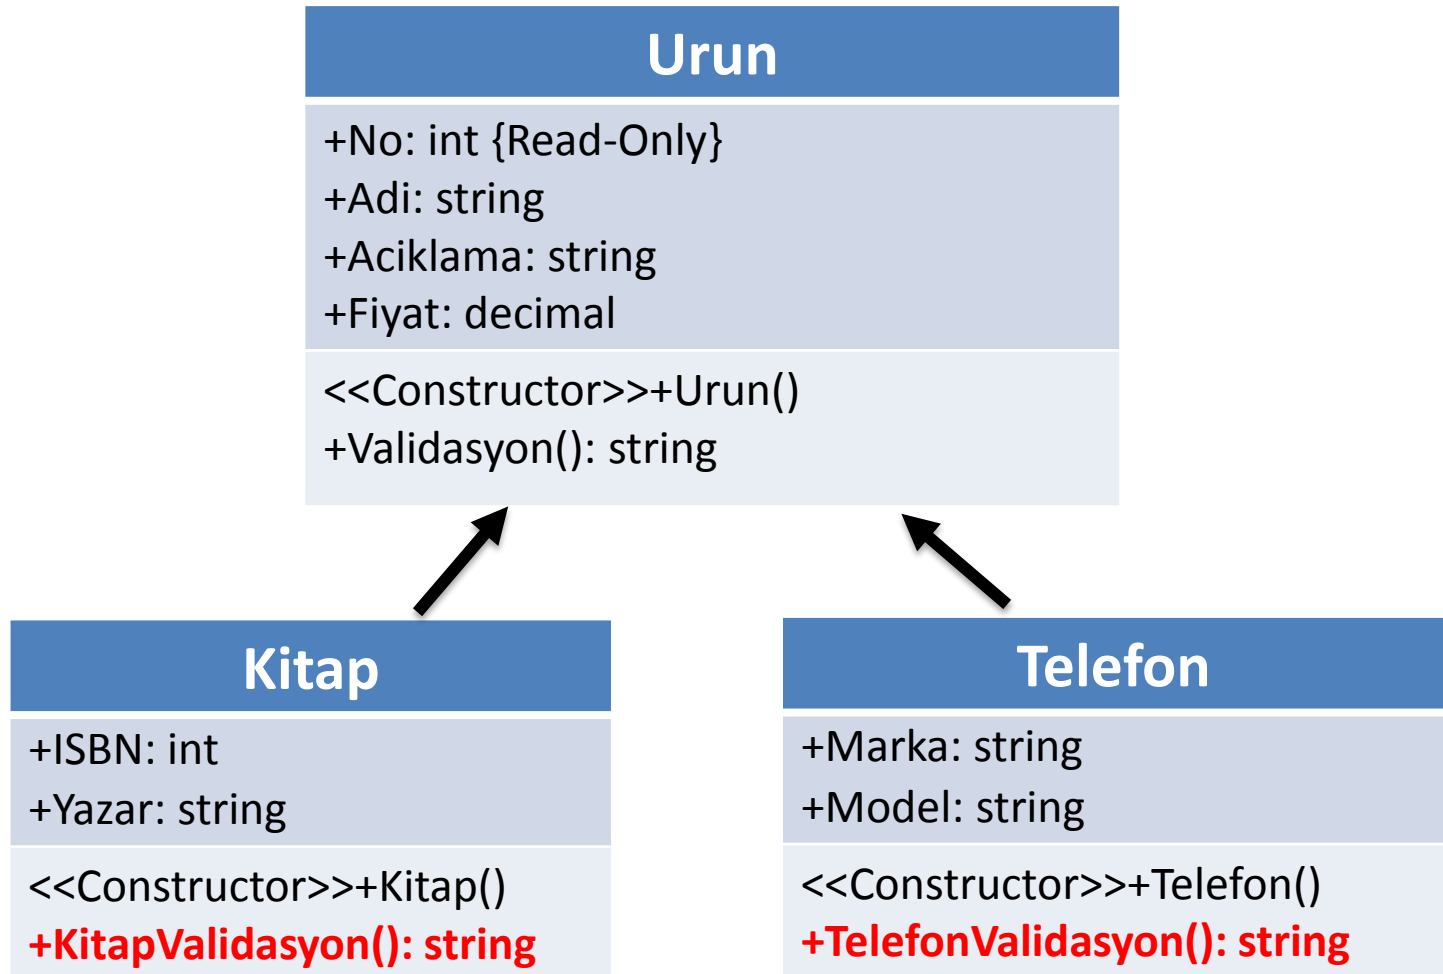 Urun
+No: int {Read-Only}
+Adi: string
+Aciklama: string
+Fiyat: decimal
<<Constructor>>+Urun()
+Validasyon(): string
Kitap
+ISBN: int
+Yazar: string
<<Constructor>>+Kitap()
+KitapValidasyon(): string
Telefon
+Marka: string
+Model: string
<<Constructor>>+Telefon()
+TelefonValidasyon(): string